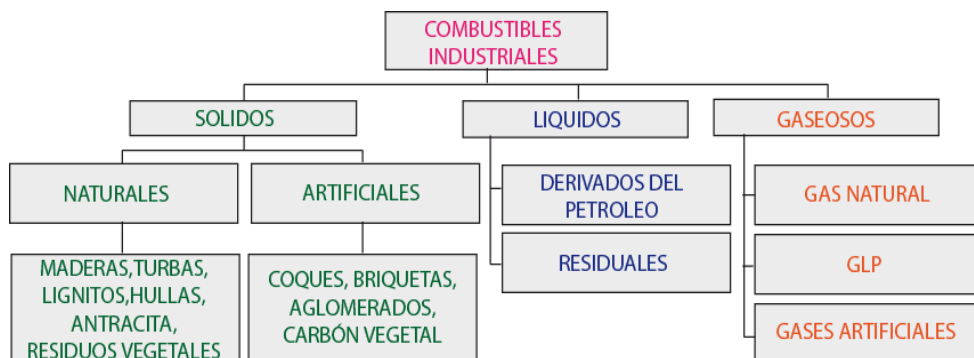 COMBUSTIBLES
INDUSTRIALES
SOLIDOS
LIQUIDOS
GASEOSOS
NATURALES
ARTIFICIALES
DERIVADOS DEL
PETROLEO
GAS NATURAL
RESIDUALES
GLP
MADERAS,TURBAS,
LIGNITOS,HULLAS,
ANTRACITA,
RESIDUOS VEGETALES
COQUES, BRIQUETAS,
AGLOMERADOS,
CARBÓN VEGETAL
GASES ARTIFICIALES